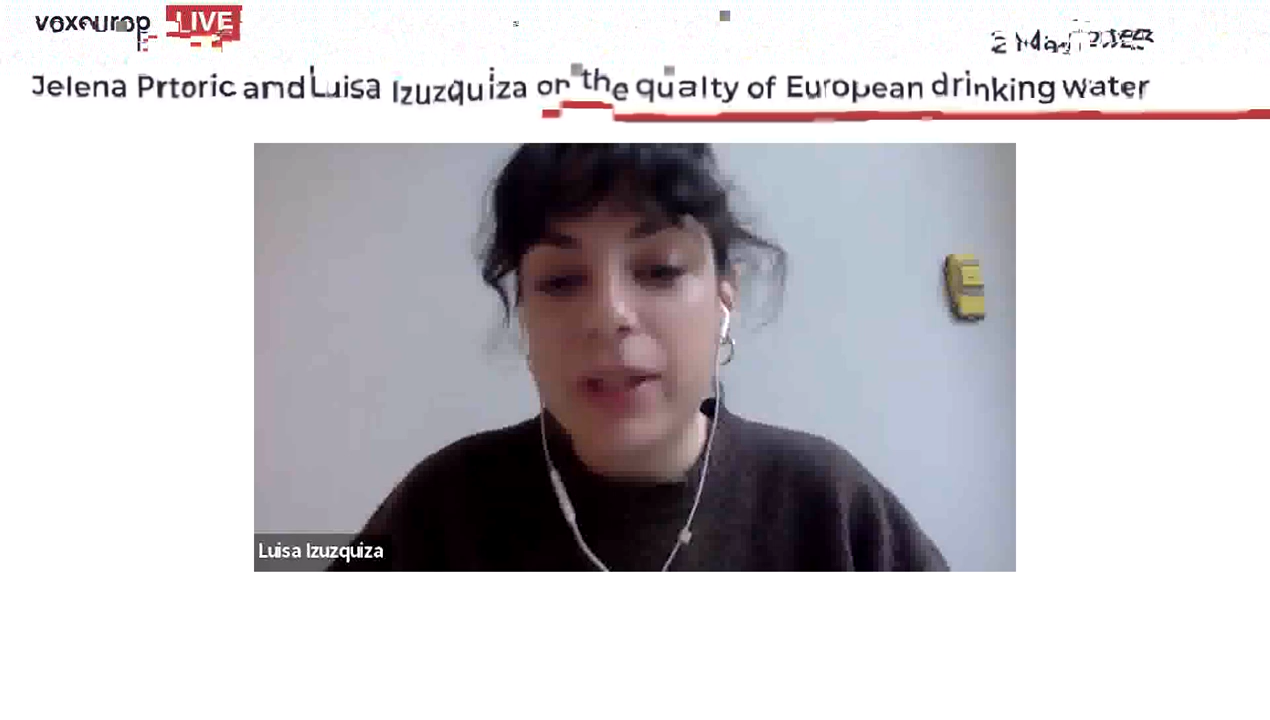 voxeurop LIVE
Jelena Prtoric and Luisa Izuzquiza on the qualty of European drinking water
Luisa Izuzquiza